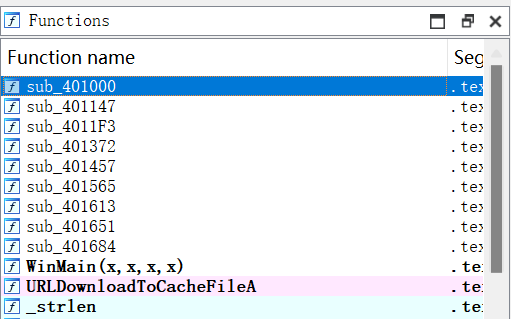 Functions
Function name Seg
sub_401000 .tex
sub_401147 .tex
sub_4011F3 .tex
sub_401372 .tex
sub_401457 .tex
sub_401565 .tex
sub_401613 .tex
sub_401651 .tex
sub_401684 .tex
WinMain(x,x,x,x) .te
URLDownloadToCacheFileA .te
_strlen .te